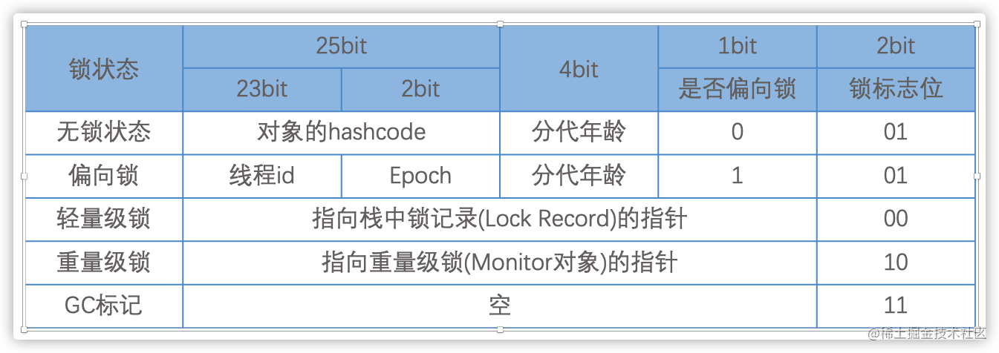 锁状态 25bit 4bit 1bit 2bit
23bit 2bit 是否偏向锁 锁标志位
无锁状态 对象的hashcode 分代年龄 0 01
偏向锁 线程id Epoch 分代年龄 1 01
轻量级锁 指向栈中锁记录(Lock Record)的指针 00
重量级锁 指向重量级锁(Monitor对象)的指针 10
GC标记 空 11
@稀土掘金技术社区